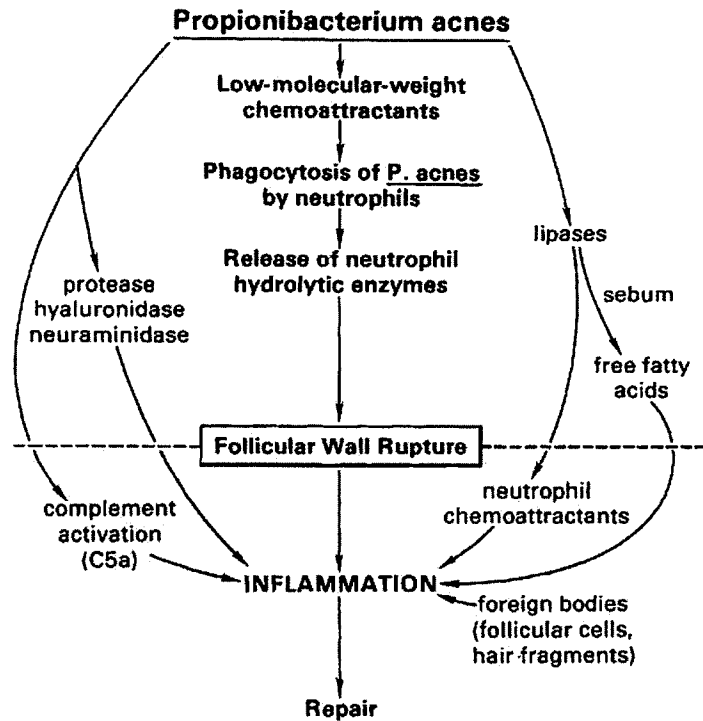 Propionibacterium acnes
Low-molecular-weight
chemoattractants
Phagocytosis of P. acnes
by neutrophils
Release of neutrophil
hydrolytic enzymes
protease
hyaluronidase
neuraminidase
lipases
sebum
free fatty
acids
Follicular Wall Rupture
complement
activation
(C5a)
neutrophil
chemoattractants
INFLAMMATION
foreign bodies
(follicular cells,
hair fragments)
Repair